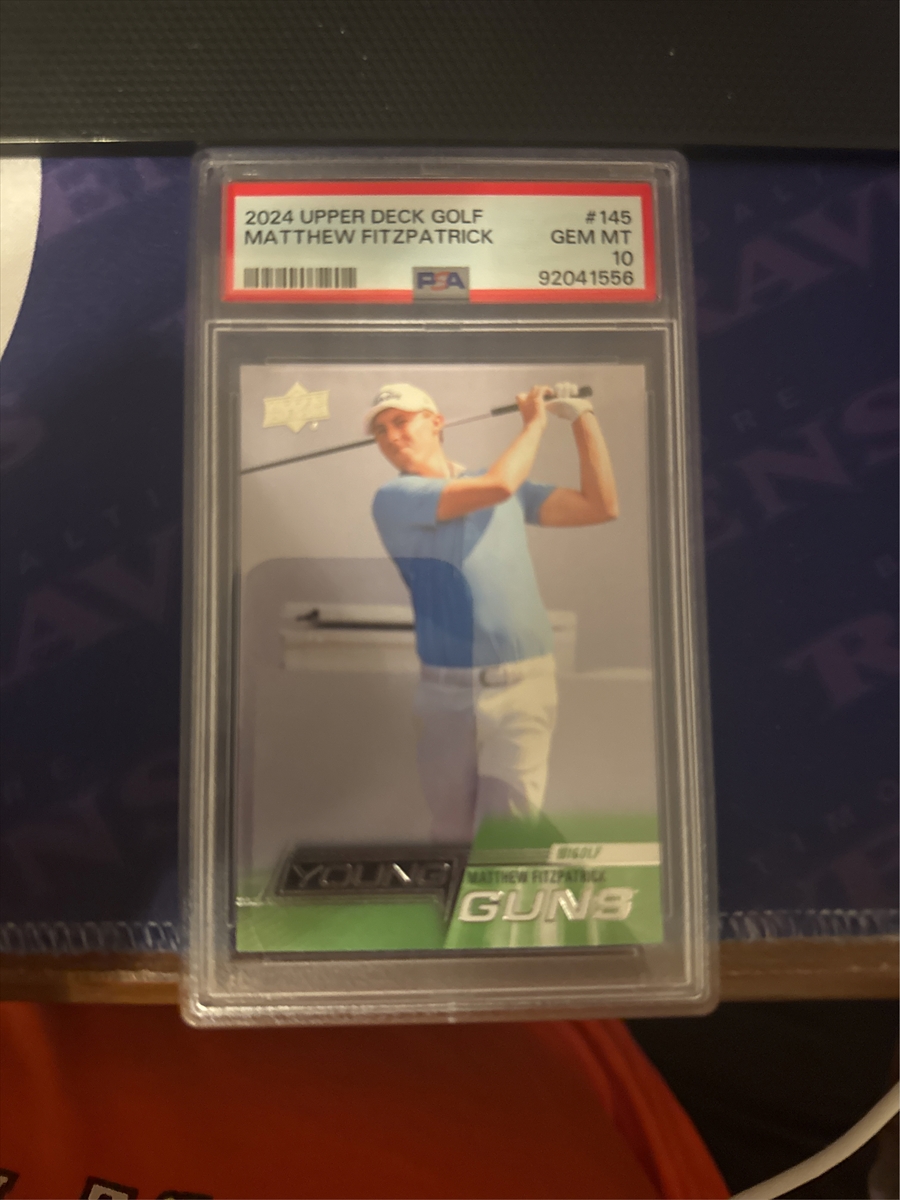 2024 UPPER DECK GOLF #145
MATTHEW FITZPATRICK GEM MT
10
PSA 92041556
YOUNG
MATTHEW FITZPATRICK
GUNS